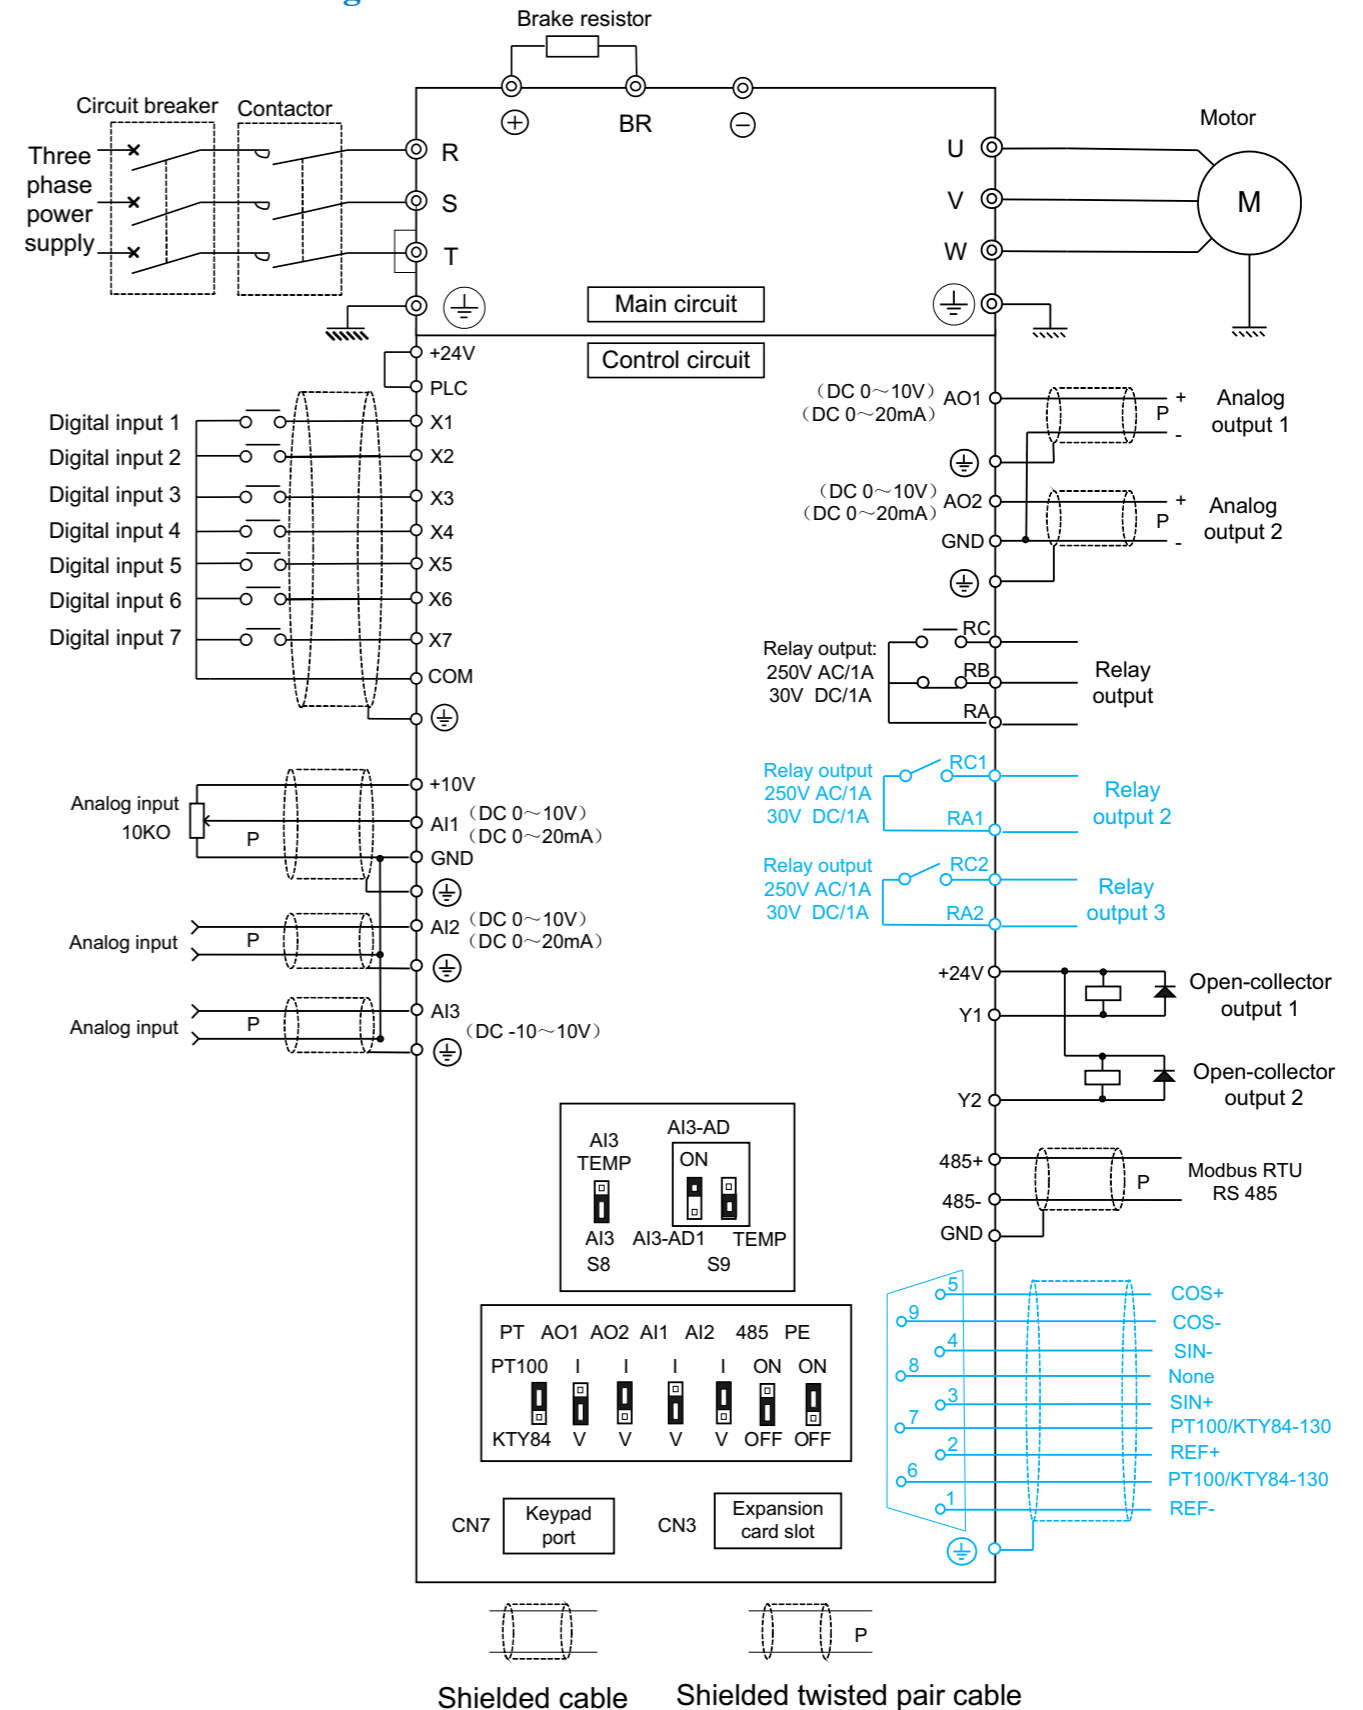 Brake resistor
Circuit breaker
Contactor
Three
phase
power
supply
R
S
T
BR
U
V
W
Motor
M
Main circuit
Control circuit
+24V
PLC
Digital input 1
X1
Digital input 2
X2
Digital input 3
X3
Digital input 4
X4
Digital input 5
X5
Digital input 6
X6
Digital input 7
X7
COM
Analog input
10KO
P
+10V
AI1
(DC 0～10V)
(DC 0～20mA)
GND
Analog input
P
AI2
(DC 0～10V)
(DC 0～20mA)
Analog input
P
AI3
(DC -10～10V)
(DC 0～10V)
(DC 0～20mA)
AO1
P
+
-
Analog
output 1
(DC 0～10V)
(DC 0～20mA)
AO2
GND
P
+
-
Analog
output 2
Relay output:
250V AC/1A
30V DC/1A
RC
RB
RA
Relay
output
Relay output
250V AC/1A
30V DC/1A
RC1
RA1
Relay
output 2
Relay output
250V AC/1A
30V DC/1A
RC2
RA2
Relay
output 3
+24V
Y1
Open-collector
output 1
Y2
Open-collector
output 2
485+
485-
GND
P
Modbus RTU
RS 485
AI3
TEMP
AI3
S8
AI3-AD
ON
AI3-AD1
TEMP
S9
PT AO1 AO2 AI1 AI2 485 PE
PT100 I I I I ON ON
KTY84 V V V V OFF OFF
CN7
Keypad
port
CN3
Expansion
card slot
5
COS+
9
COS-
4
SIN-
8
None
3
SIN+
7
PT100/KTY84-130
2
REF+
6
PT100/KTY84-130
1
REF-
P
Shielded cable
Shielded twisted pair cable